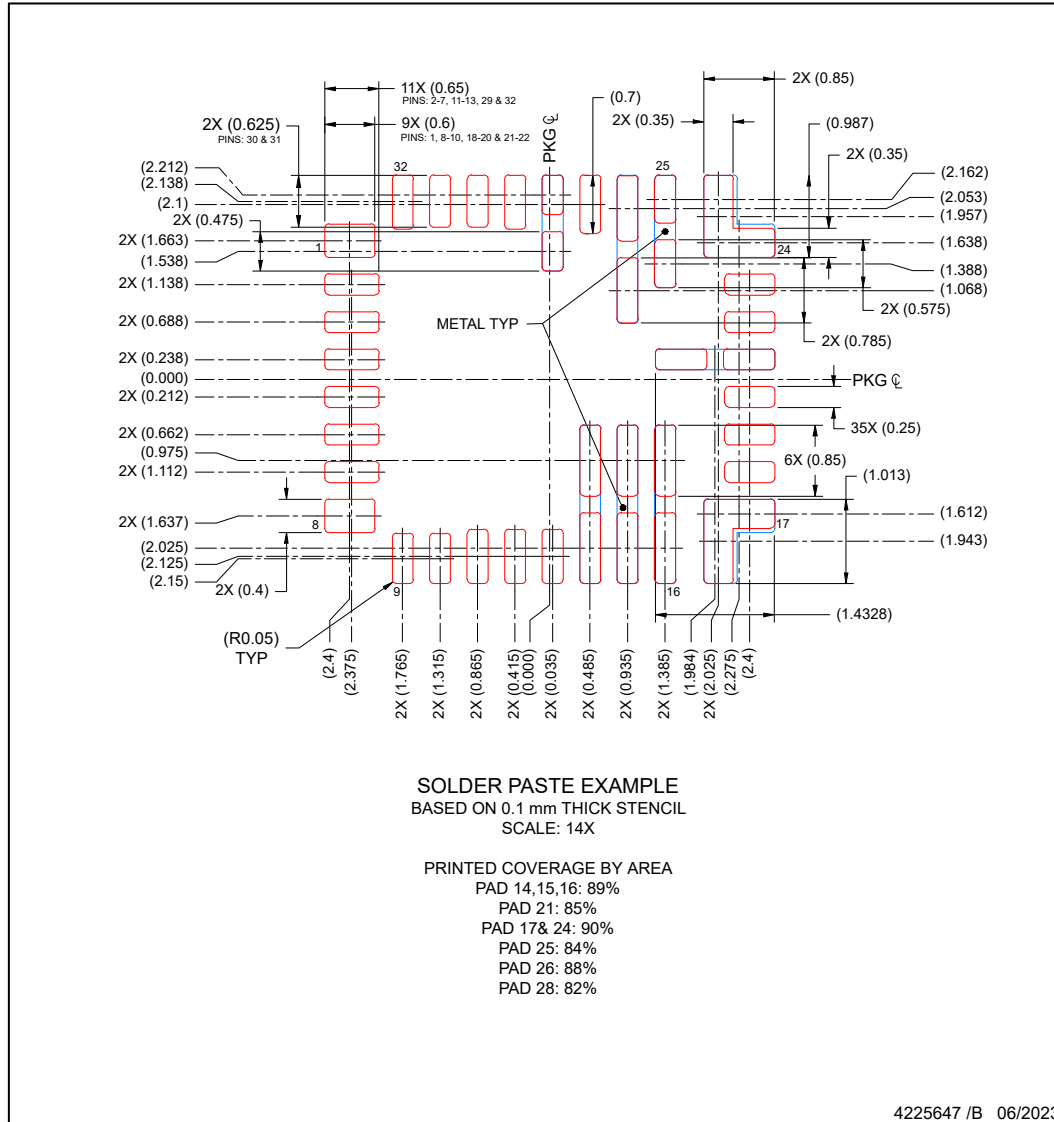 11X (0.65)
PINS: 2-7, 11-13, 29 & 32
2X (0.625)
PINS: 30 & 31
9X (0.6)
PINS: 1, 8-10, 18-20 & 21-22
PKG ℄
(0.7)
2X (0.85)
2X (0.35)
(0.987)
2X (0.35)
(2.212)
(2.138)
(2.1)
2X (0.475)
2X (1.663)
(1.538)
2X (1.138)
2X (0.688)
2X (0.238)
(0.000)
2X (0.212)
2X (0.662)
(0.975)
2X (1.112)
2X (1.637)
(2.025)
(2.125)
(2.15)
2X (0.4)
(R0.05)
TYP
32
25
1
24
8
17
9
16
METAL TYP
(2.162)
(2.053)
(1.957)
(1.638)
(1.388)
(1.068)
2X (0.575)
2X (0.785)
PKG ℄
35X (0.25)
6X (0.85)
(1.013)
(1.612)
(1.943)
(1.4328)
(2.4)
(2.375)
2X (1.765)
2X (1.315)
2X (0.865)
2X (0.415)
(0.000)
2X (0.035)
2X (0.485)
2X (0.935)
2X (1.385)
(1.984)
2X (2.025)
(2.275)
(2.4)
SOLDER PASTE EXAMPLE
BASED ON 0.1 mm THICK STENCIL
SCALE: 14X
PRINTED COVERAGE BY AREA
PAD 14,15,16: 89%
PAD 21: 85%
PAD 17& 24: 90%
PAD 25: 84%
PAD 26: 88%
PAD 28: 82%
4225647 /B 06/2023